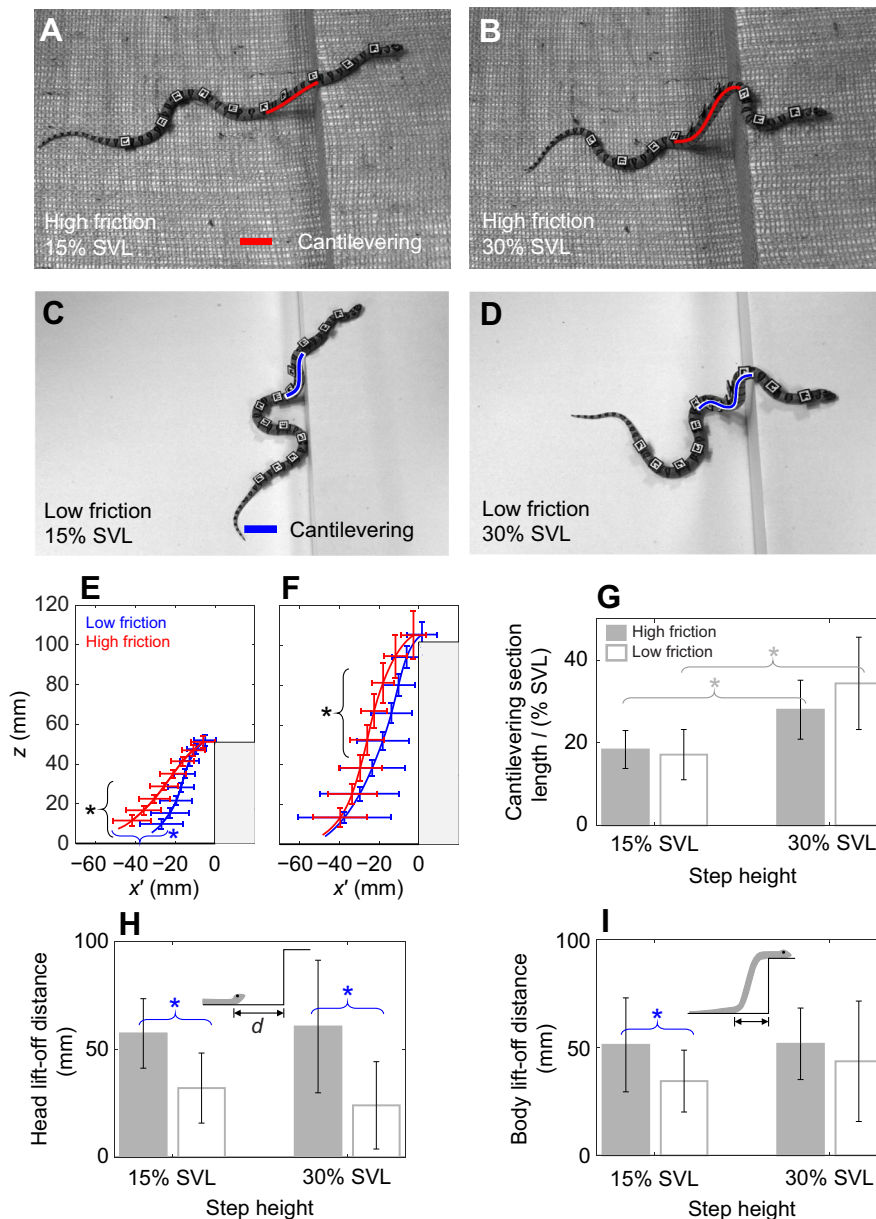 A
High friction
15% SVL
Cantilevering
B
High friction
30% SVL
C
Low friction
15% SVL
Cantilevering
D
Low friction
30% SVL
E
120
100
80
60
40
20
0
z (mm)
Low friction
High friction
*
*
−60 −40 −20 0
x′ (mm)
F
*
−60 −40 −20 0
x′ (mm)
G
High friction
Low friction
40
20
0
Cantilevering section
length / (% SVL)
*
*
15% SVL 30% SVL
Step height
H
100
50
0
Head lift-off distance
(mm)
*
d
*
15% SVL 30% SVL
Step height
I
100
50
0
Body lift-off distance
(mm)
*
15% SVL 30% SVL
Step height